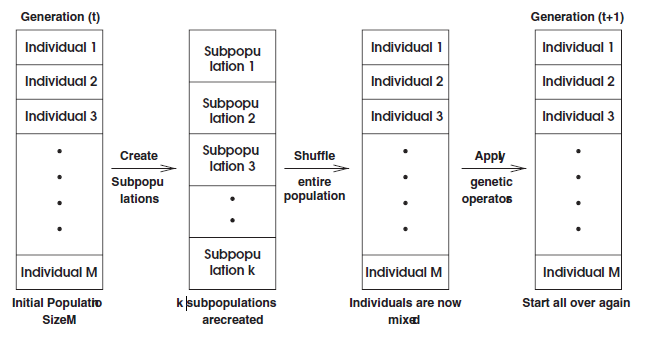 Generation (t)
Individual 1
Individual 2
Individual 3
Individual M
Initial Populatio
SizeM
Create
Subpopu
lations
Subpopu
lation 1
Subpopu
lation 2
Subpopu
lation 3
Subpopu
lation k
k subpopulations
arecreated
Shuffle
entire
population
Individual 1
Individual 2
Individual 3
Individual M
Individuals are now
mixed
Apply
genetic
operators
Generation (t+1)
Individual 1
Individual 2
Individual 3
Individual M
Start all over again